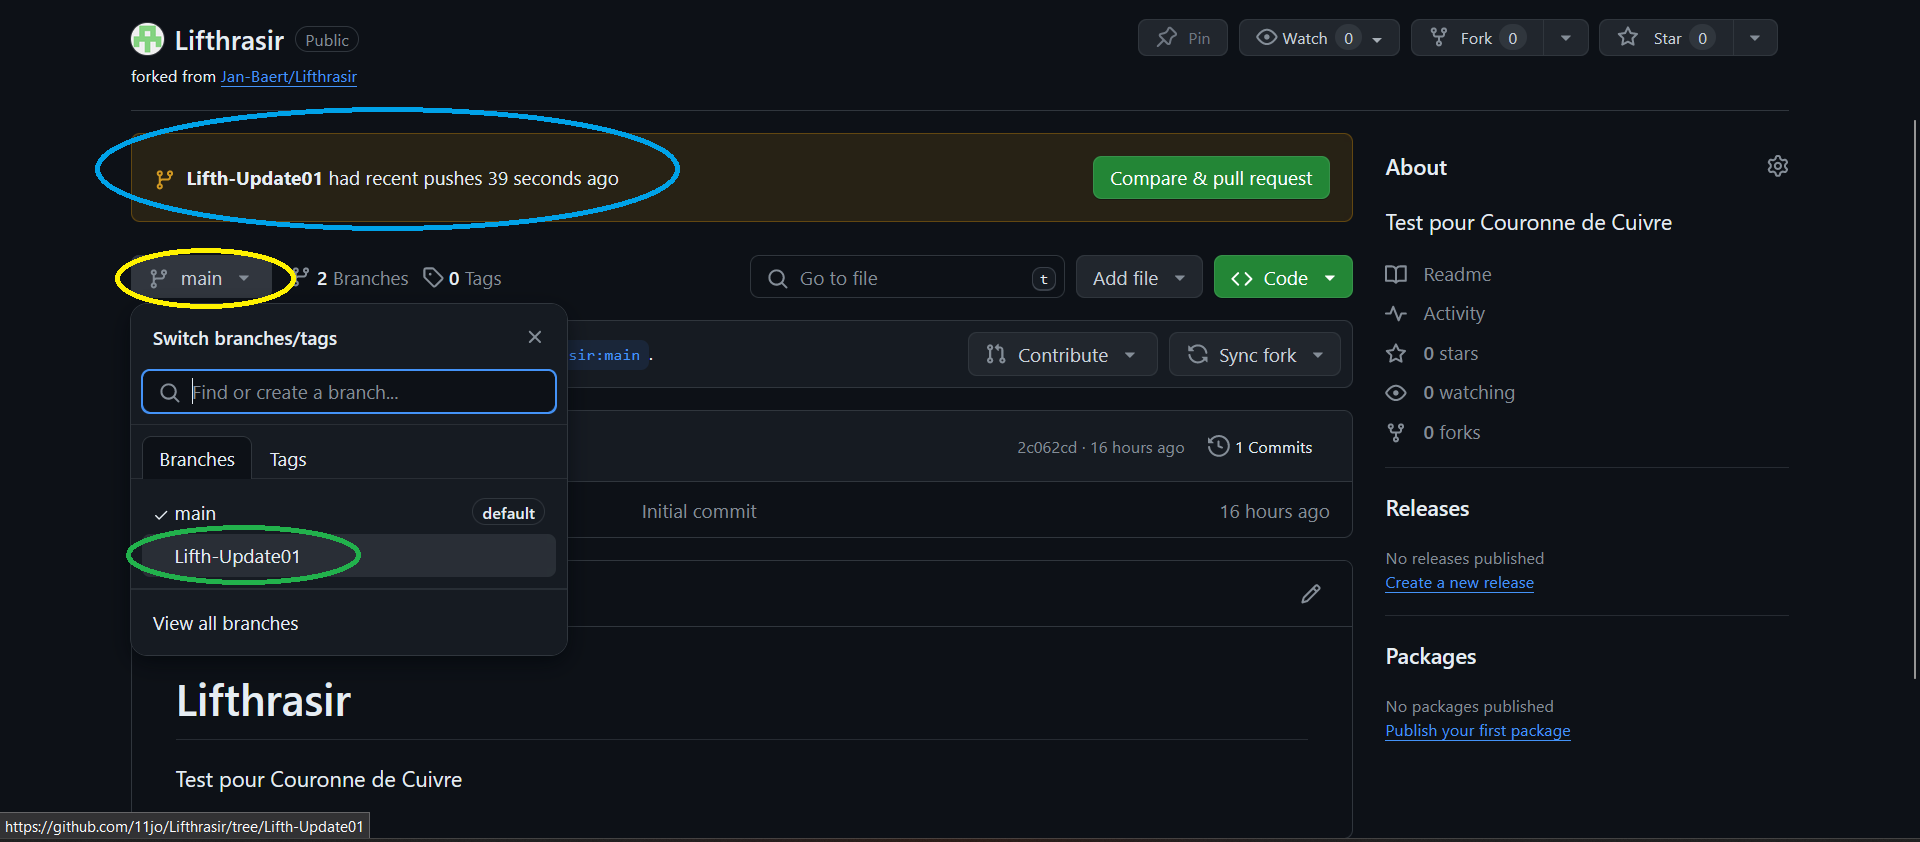 Lifthrasir Public
Pin
Watch 0
Fork 0
Star 0
forked from Jan-Baert/Lifthrasir
Lifth-Update01 had recent pushes 39 seconds ago
Compare & pull request
main
2 Branches
0 Tags
Go to file
t
Add file
Code
Switch branches/tags
Find or create a branch...
Branches
Tags
main
default
Lifth-Update01
View all branches
sir:main .
Contribute
Sync fork
2c062cd · 16 hours ago
1 Commits
Initial commit
16 hours ago
Lifthrasir
Test pour Couronne de Cuivre
About
Test pour Couronne de Cuivre
Readme
Activity
0 stars
0 watching
0 forks
Releases
No releases published
Create a new release
Packages
No packages published
Publish your first package
https://github.com/11jo/Lifthrasir/tree/Lifth-Update01